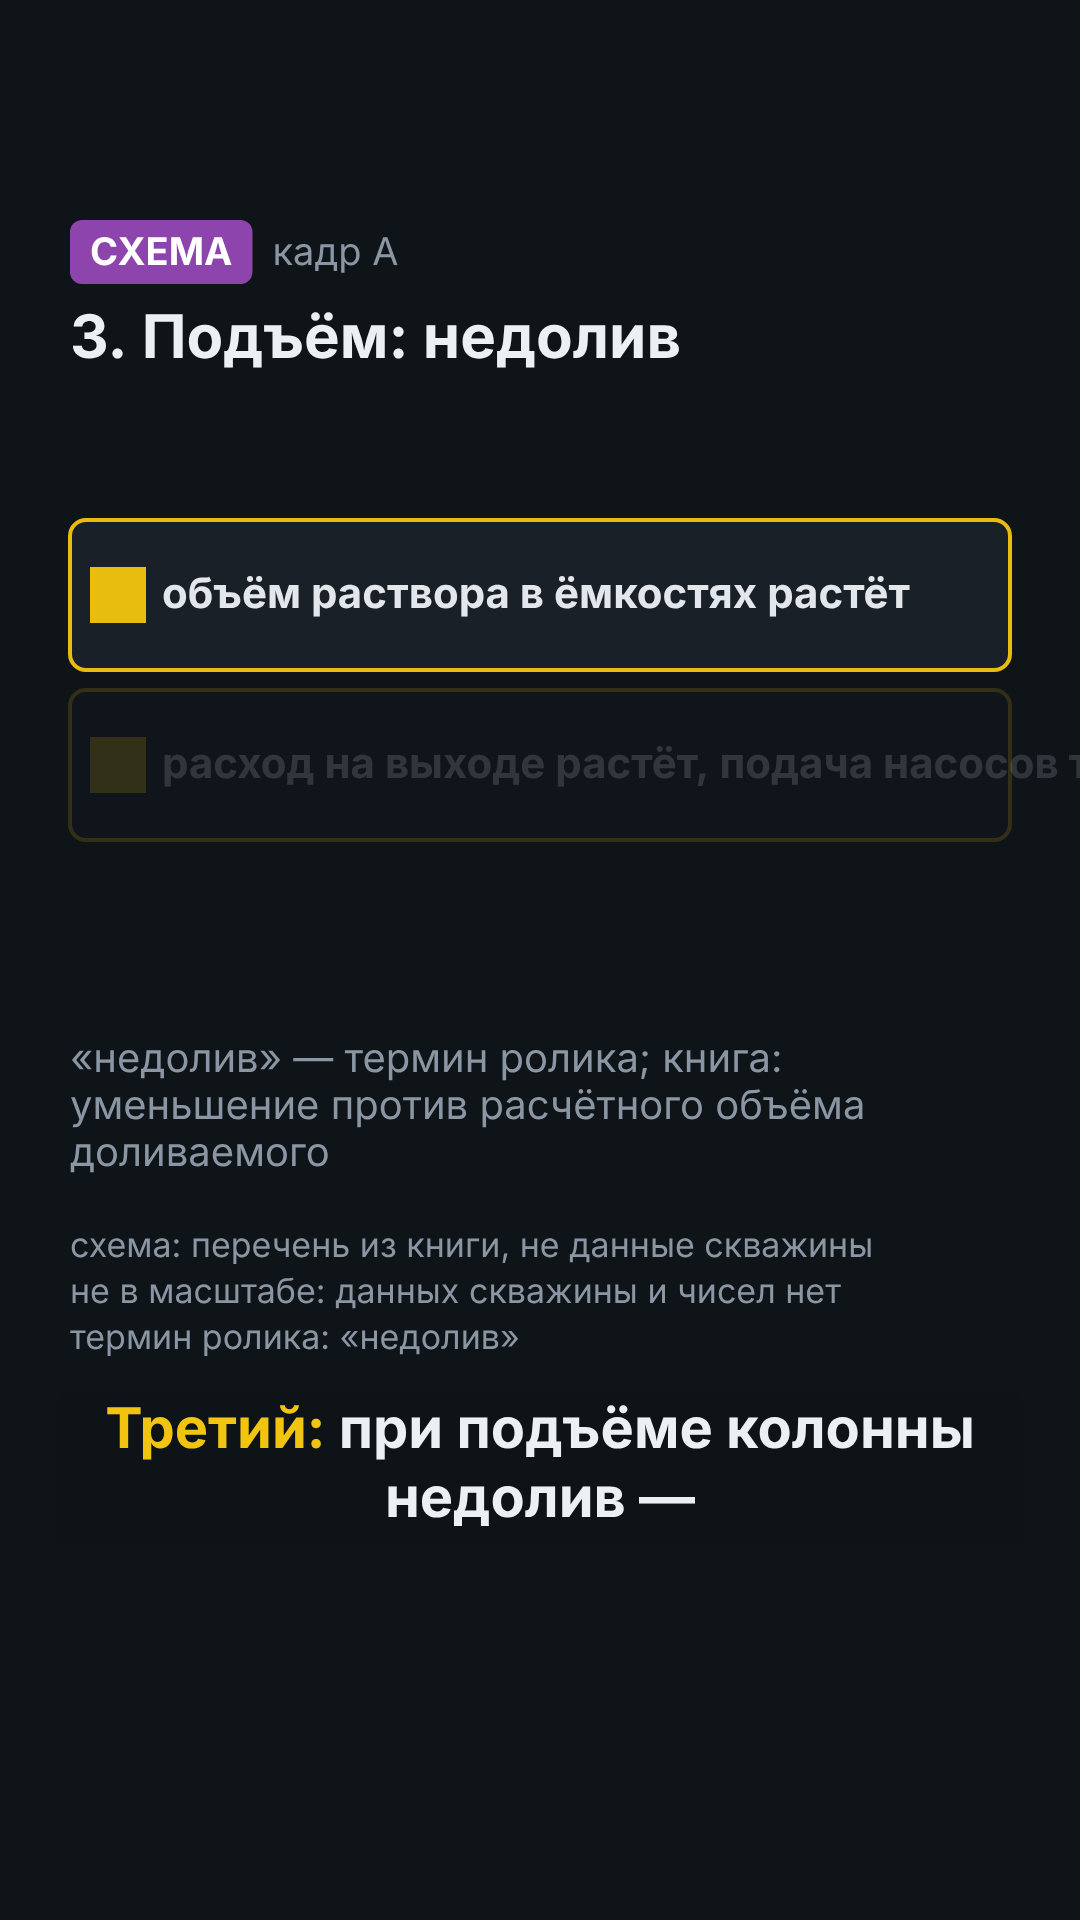 СХЕМА кадр А
3. Подъём: недолив
объём раствора в ёмкостях растёт
расход на выходе растёт, подача насосов
«недолив» — термин ролика; книга:
уменьшение против расчётного объёма
доливаемого
схема: перечень из книги, не данные скважины
не в масштабе: данных скважины и чисел нет
термин ролика: «недолив»
Третий: при подъёме колонны
недолив —